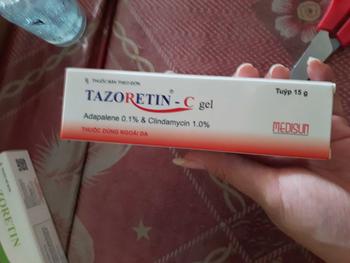 ℞ THUỐC BÁN THEO ĐƠN
TAZORETIN® - C gel
Tuýp 15 g
Adapalene 0.1% & Clindamycin 1.0%
THUỐC DÙNG NGOÀI DA
MEDISUN
ZORETIN